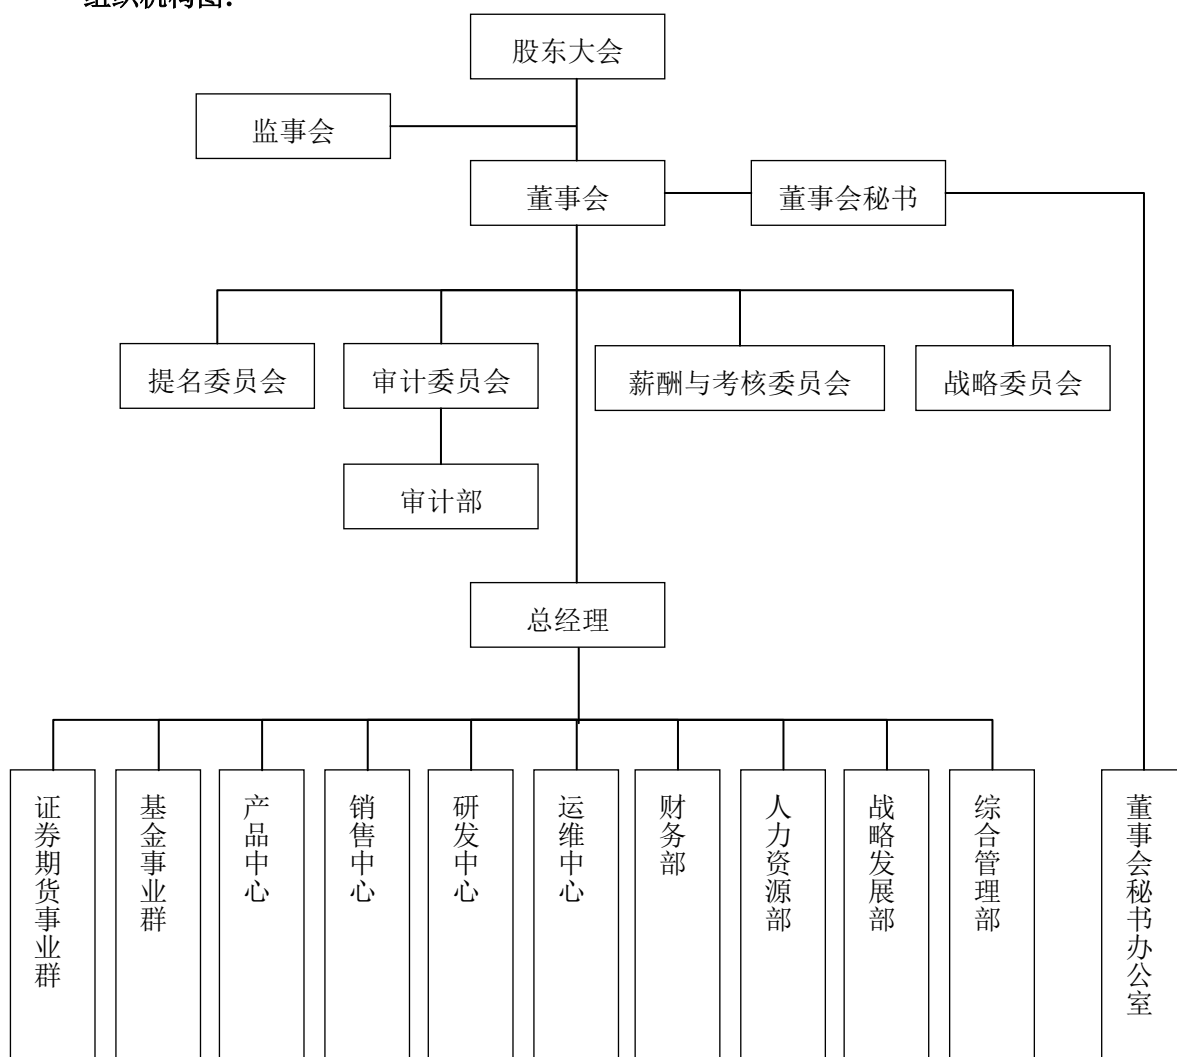 组织机构图：
股东大会
监事会
董事会
董事会秘书
提名委员会
审计委员会
薪酬与考核委员会
战略委员会
审计部
总经理
证券期货事业群
基金事业群
产品中心
销售中心
研发中心
运维中心
财务部
人力资源部
战略发展部
综合管理部
董事会秘书办公室